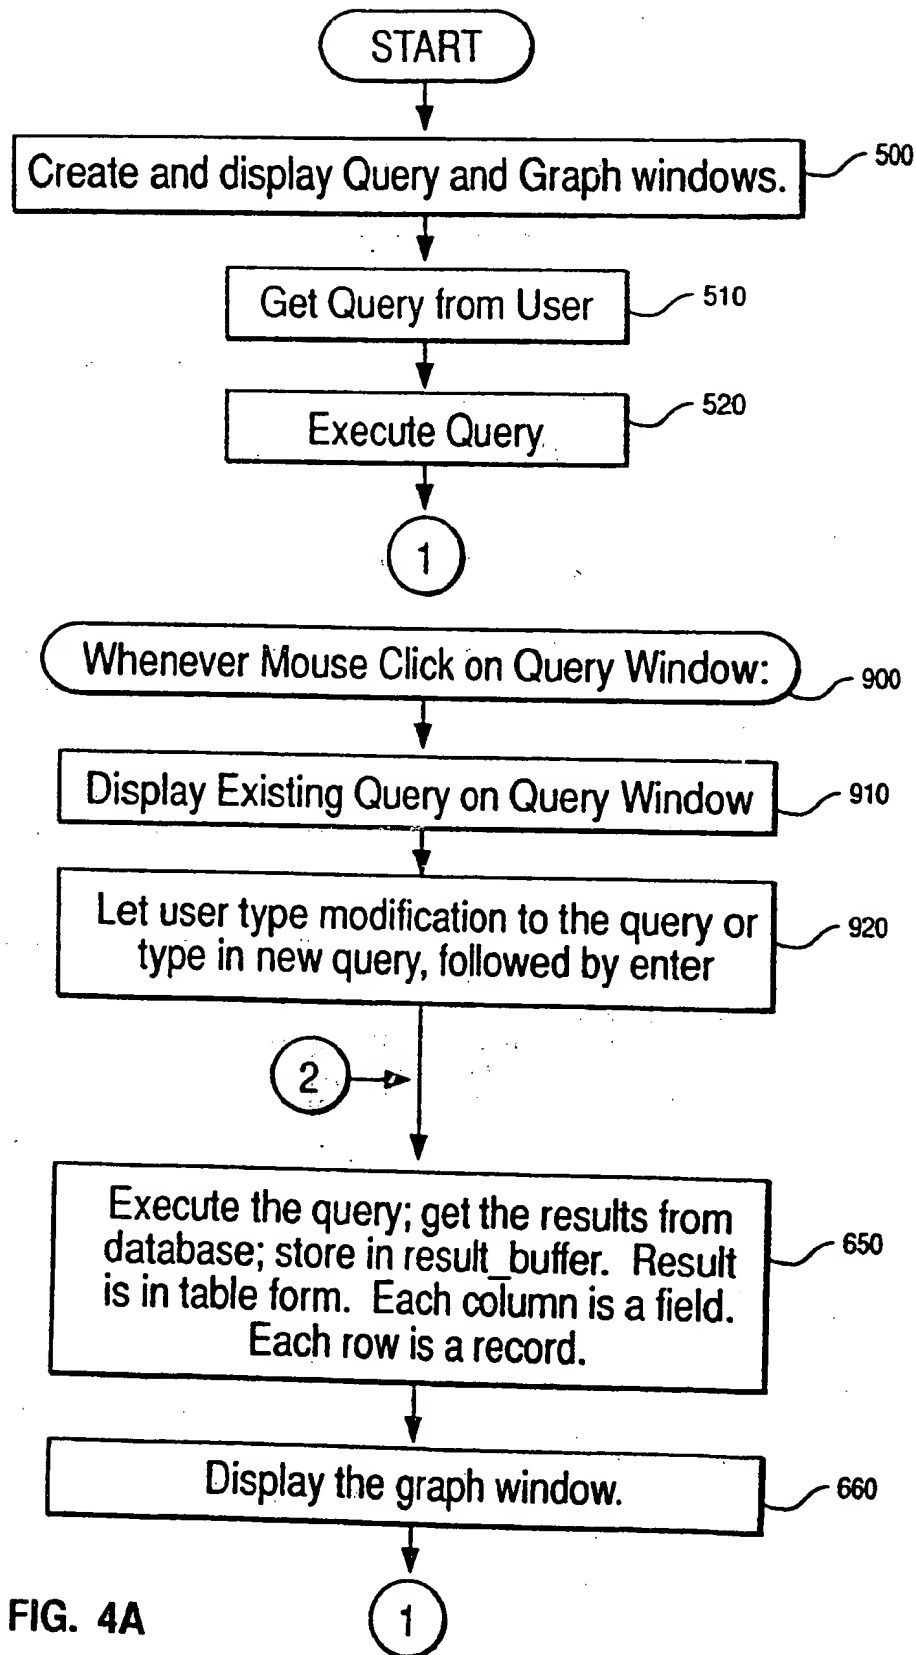 START
Create and display Query and Graph windows.
500
Get Query from User
510
Execute Query
520
1
Whenever Mouse Click on Query Window:
900
Display Existing Query on Query Window
910
Let user type modification to the query or
type in new query, followed by enter
920
2
Execute the query; get the results from
database; store in result_buffer. Result
is in table form. Each column is a field.
Each row is a record.
650
Display the graph window.
660
1
FIG. 4A